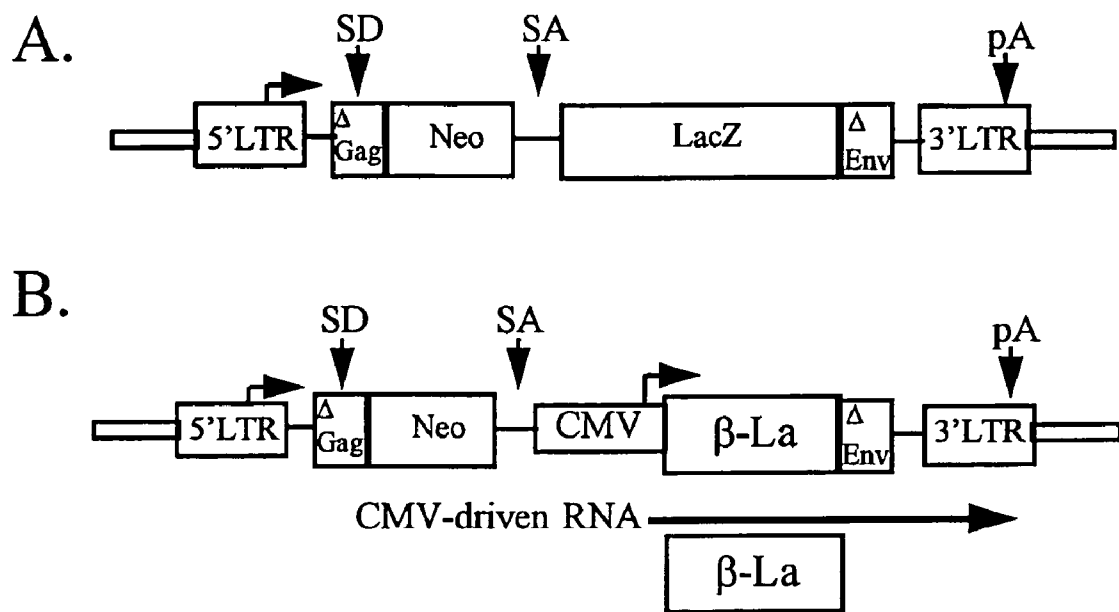 A.
SD SA pA
5'LTR Δ Gag Neo LacZ Δ Env 3'LTR
B.
SD SA pA
5'LTR Δ Gag Neo CMV β-La Δ Env 3'LTR
CMV-driven RNA
β-La